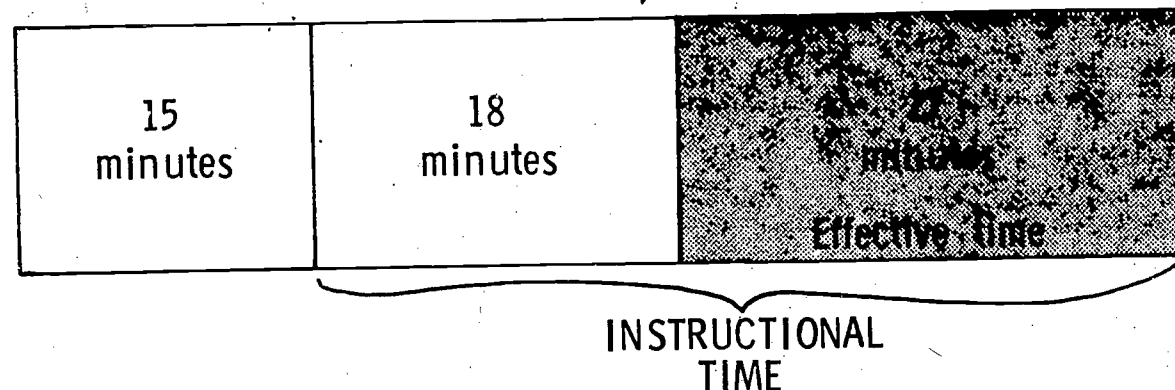 15
minutes
18
minutes
minutes
Effective Time
INSTRUCTIONAL
TIME